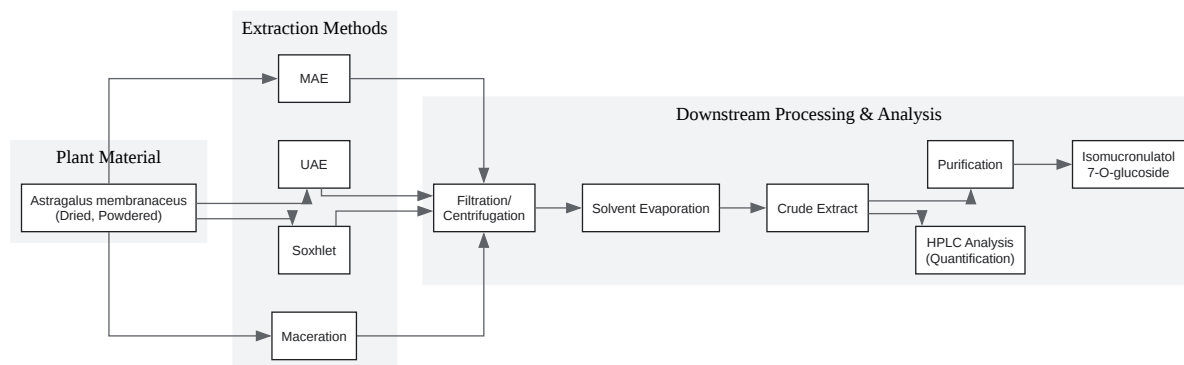 Extraction Methods
MAE
Downstream Processing & Analysis
Plant Material
UAE
Purification
Isomucronulatol
7-O-glucoside
Astragalus membranaceus
(Dried, Powdered)
Filtration/
Centrifugation
Solvent Evaporation
Crude Extract
Soxhlet
HPLC Analysis
(Quantification)
Maceration